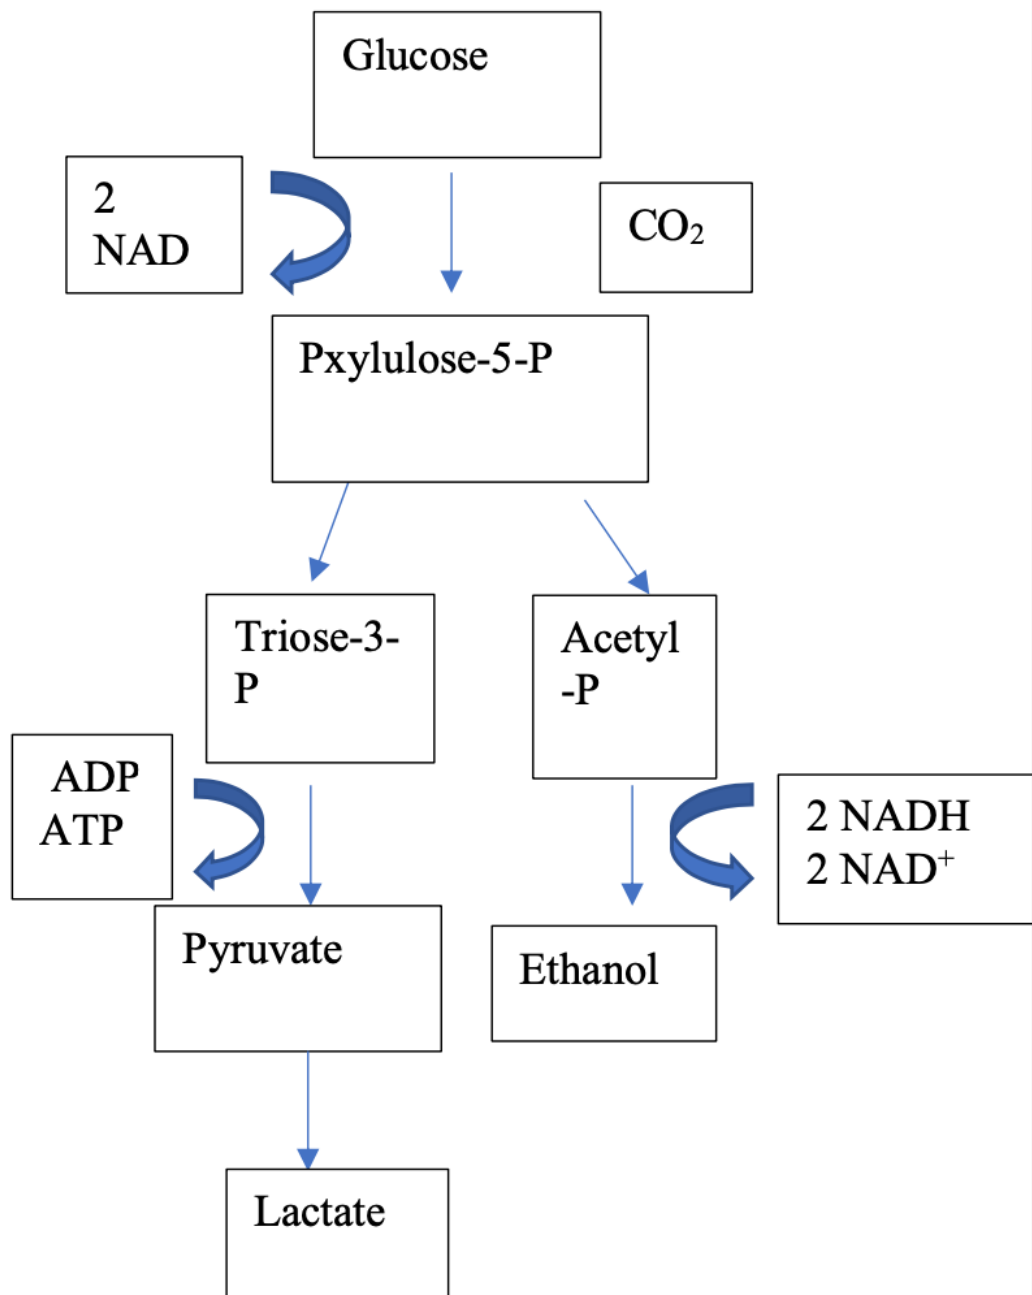 Glucose
2
NAD
CO₂
Pxylulose-5-P
Triose-3-
P
Acetyl
-P
ADP
ATP
2 NADH
2 NAD⁺
Pyruvate
Ethanol
Lactate